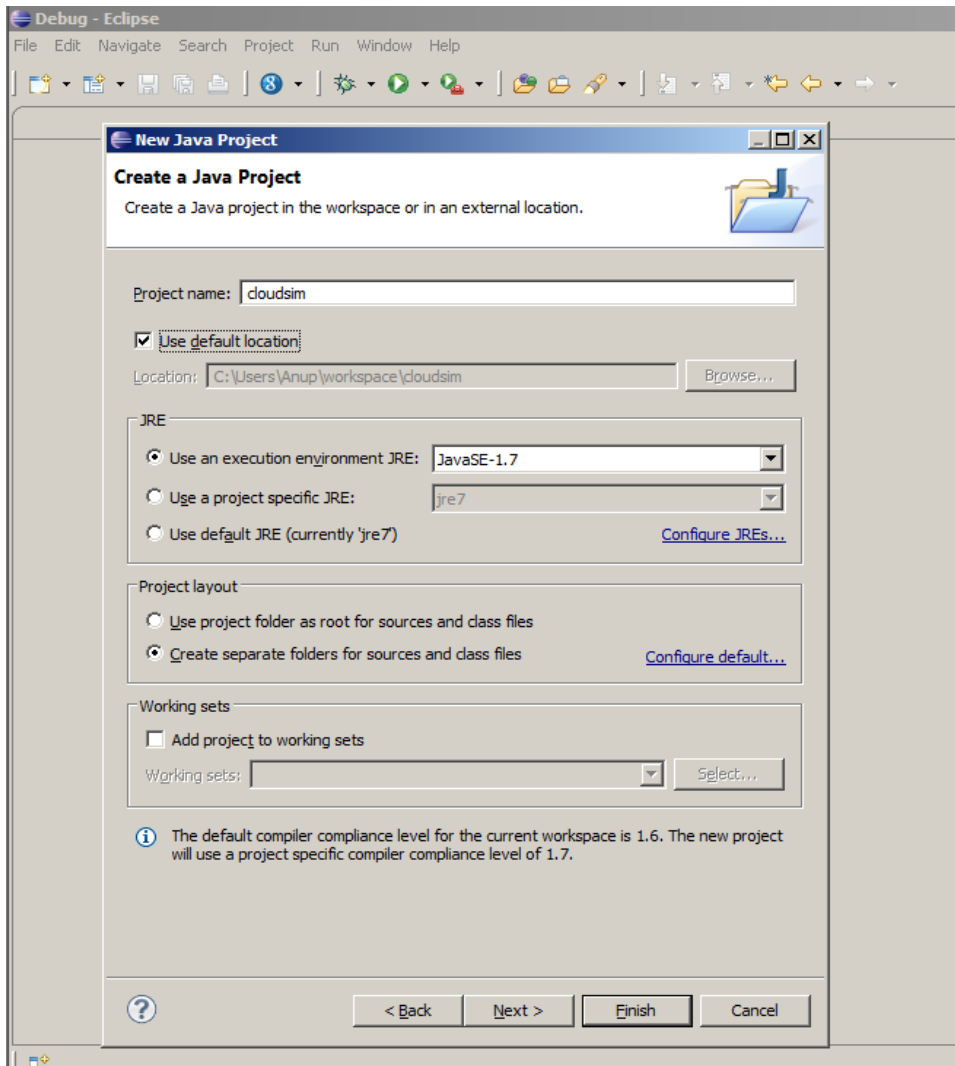 Debug - Eclipse
File Edit Navigate Search Project Run Window Help
New Java Project
Create a Java Project
Create a Java project in the workspace or in an external location.
Project name: cloudsim
Use default location
Location: C:\Users\Anup\workspace\cloudsim Browse...
JRE
Use an execution environment JRE: JavaSE-1.7
Use a project specific JRE: jre7
Use default JRE (currently 'jre7') Configure JREs...
Project layout
Use project folder as root for sources and class files
Create separate folders for sources and class files Configure default...
Working sets
Add project to working sets
Working sets: Select...
The default compiler compliance level for the current workspace is 1.6. The new project
will use a project specific compiler compliance level of 1.7.
< Back Next > Finish Cancel